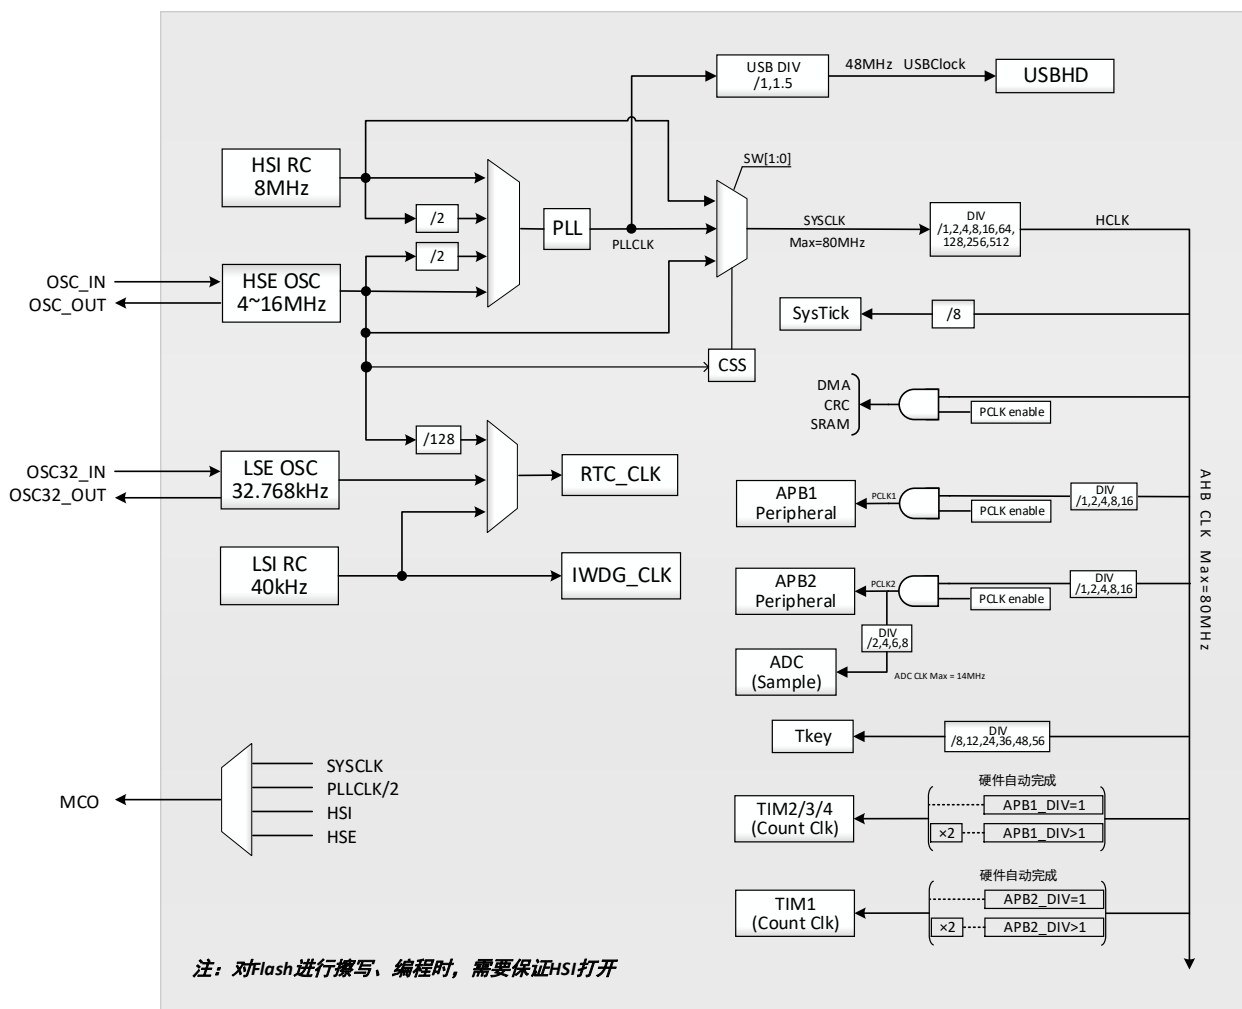 USB DIV
/1,1.5
48MHz USBClock
USBHD
HSI RC
8MHz
SW[1:0]
/2
PLL
PLLCLK
SYSCLK
Max=80MHz
DIV
/1,2,4,8,16,64,
128,256,512
HCLK
/2
OSC_IN
OSC_OUT
HSE OSC
4~16MHz
SysTick
/8
CSS
DMA
CRC
SRAM
PCLK enable
/128
OSC32_IN
OSC32_OUT
LSE OSC
32.768kHz
RTC_CLK
AHB CLK Max=80MHz
APB1
Peripheral
PCLK1
PCLK enable
DIV
/1,2,4,8,16
LSI RC
40kHz
IWDG_CLK
APB2
Peripheral
PCLK2
PCLK enable
DIV
/1,2,4,8,16
DIV
/2,4,6,8
ADC
(Sample)
ADC CLK Max = 14MHz
Tkey
DIV
/8,12,24,36,48,56
MCO
SYSCLK
PLLCLK/2
HSI
HSE
硬件自动完成
TIM2/3/4
(Count Clk)
APB1_DIV=1
×2
APB1_DIV>1
硬件自动完成
TIM1
(Count Clk)
APB2_DIV=1
×2
APB2_DIV>1
注：对Flash进行擦写、编程时，需要保证HSI打开